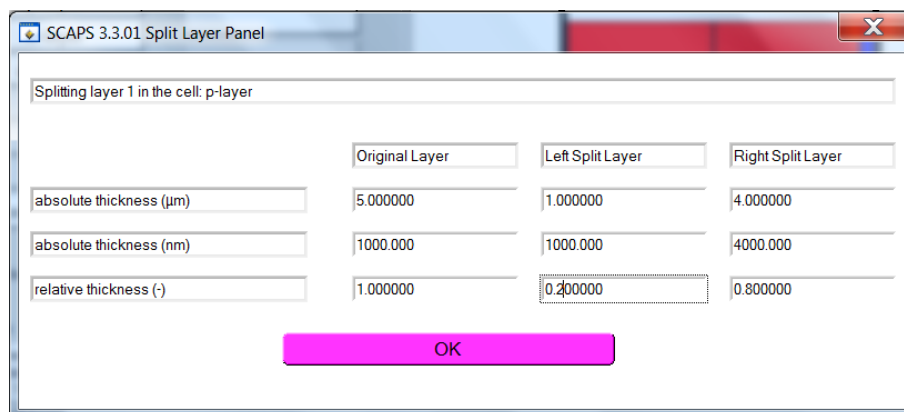 SCAPS 3.3.01 Split Layer Panel
X
Splitting layer 1 in the cell: p-layer
Original Layer Left Split Layer Right Split Layer
absolute thickness (µm) 5.000000 1.000000 4.000000
absolute thickness (nm) 1000.000 1000.000 4000.000
relative thickness (-) 1.000000 0.200000 0.800000
OK